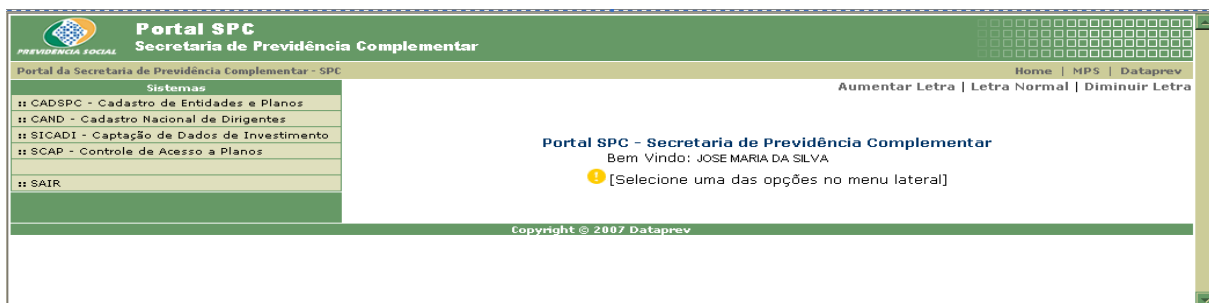 Portal SPC
Secretaria de Previdência Complementar
PREVIDÊNCIA SOCIAL
Portal da Secretaria de Previdência Complementar - SPC
Home | MPS | Dataprev
Sistemas
Aumentar Letra | Letra Normal | Diminuir Letra
:: CADSPC - Cadastro de Entidades e Planos
:: CAND - Cadastro Nacional de Dirigentes
:: SICADI - Captação de Dados de Investimento
:: SCAP - Controle de Acesso a Planos
:: SAIR
Portal SPC - Secretaria de Previdência Complementar
Bem Vindo: JOSE MARIA DA SILVA
[Selecione uma das opções no menu lateral]
Copyright © 2007 Dataprev